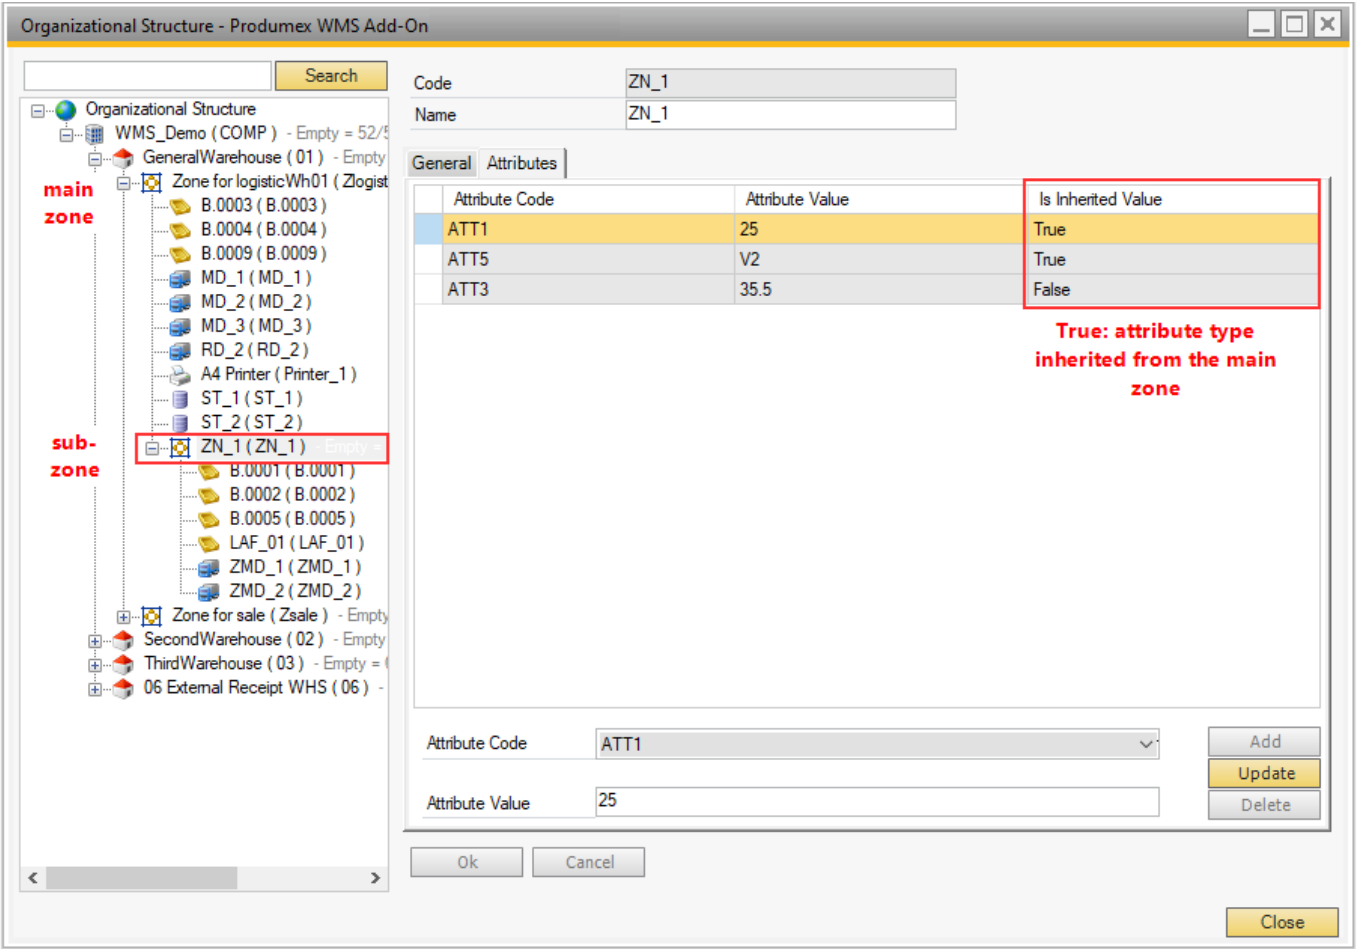 Organizational Structure - Produmex WMS Add-On
Search
Organizational Structure
WMS_Demo ( COMP ) - Empty = 52/5
GeneralWarehouse ( 01 ) - Empty
Zone for logisticWh01 ( Zlogist
B.0003 ( B.0003 )
B.0004 ( B.0004 )
B.0009 ( B.0009 )
MD_1 ( MD_1 )
MD_2 ( MD_2 )
MD_3 ( MD_3 )
RD_2 ( RD_2 )
A4 Printer ( Printer_1 )
ST_1 ( ST_1 )
ST_2 ( ST_2 )
ZN_1 ( ZN_1 ) - Empty =
B.0001 ( B.0001 )
B.0002 ( B.0002 )
B.0005 ( B.0005 )
LAF_01 ( LAF_01 )
ZMD_1 ( ZMD_1 )
ZMD_2 ( ZMD_2 )
Zone for sale ( Zsale ) - Empty
SecondWarehouse ( 02 ) - Empty
ThirdWarehouse ( 03 ) - Empty =
06 External Receipt WHS ( 06 ) -
main
zone
sub-
zone
Code ZN_1
Name ZN_1
General Attributes
Attribute Code Attribute Value Is Inherited Value
ATT1 25 True
ATT5 V2 True
ATT3 35.5 False
True: attribute type
inherited from the main
zone
Attribute Code ATT1
Attribute Value 25
Add
Update
Delete
Ok Cancel
Close